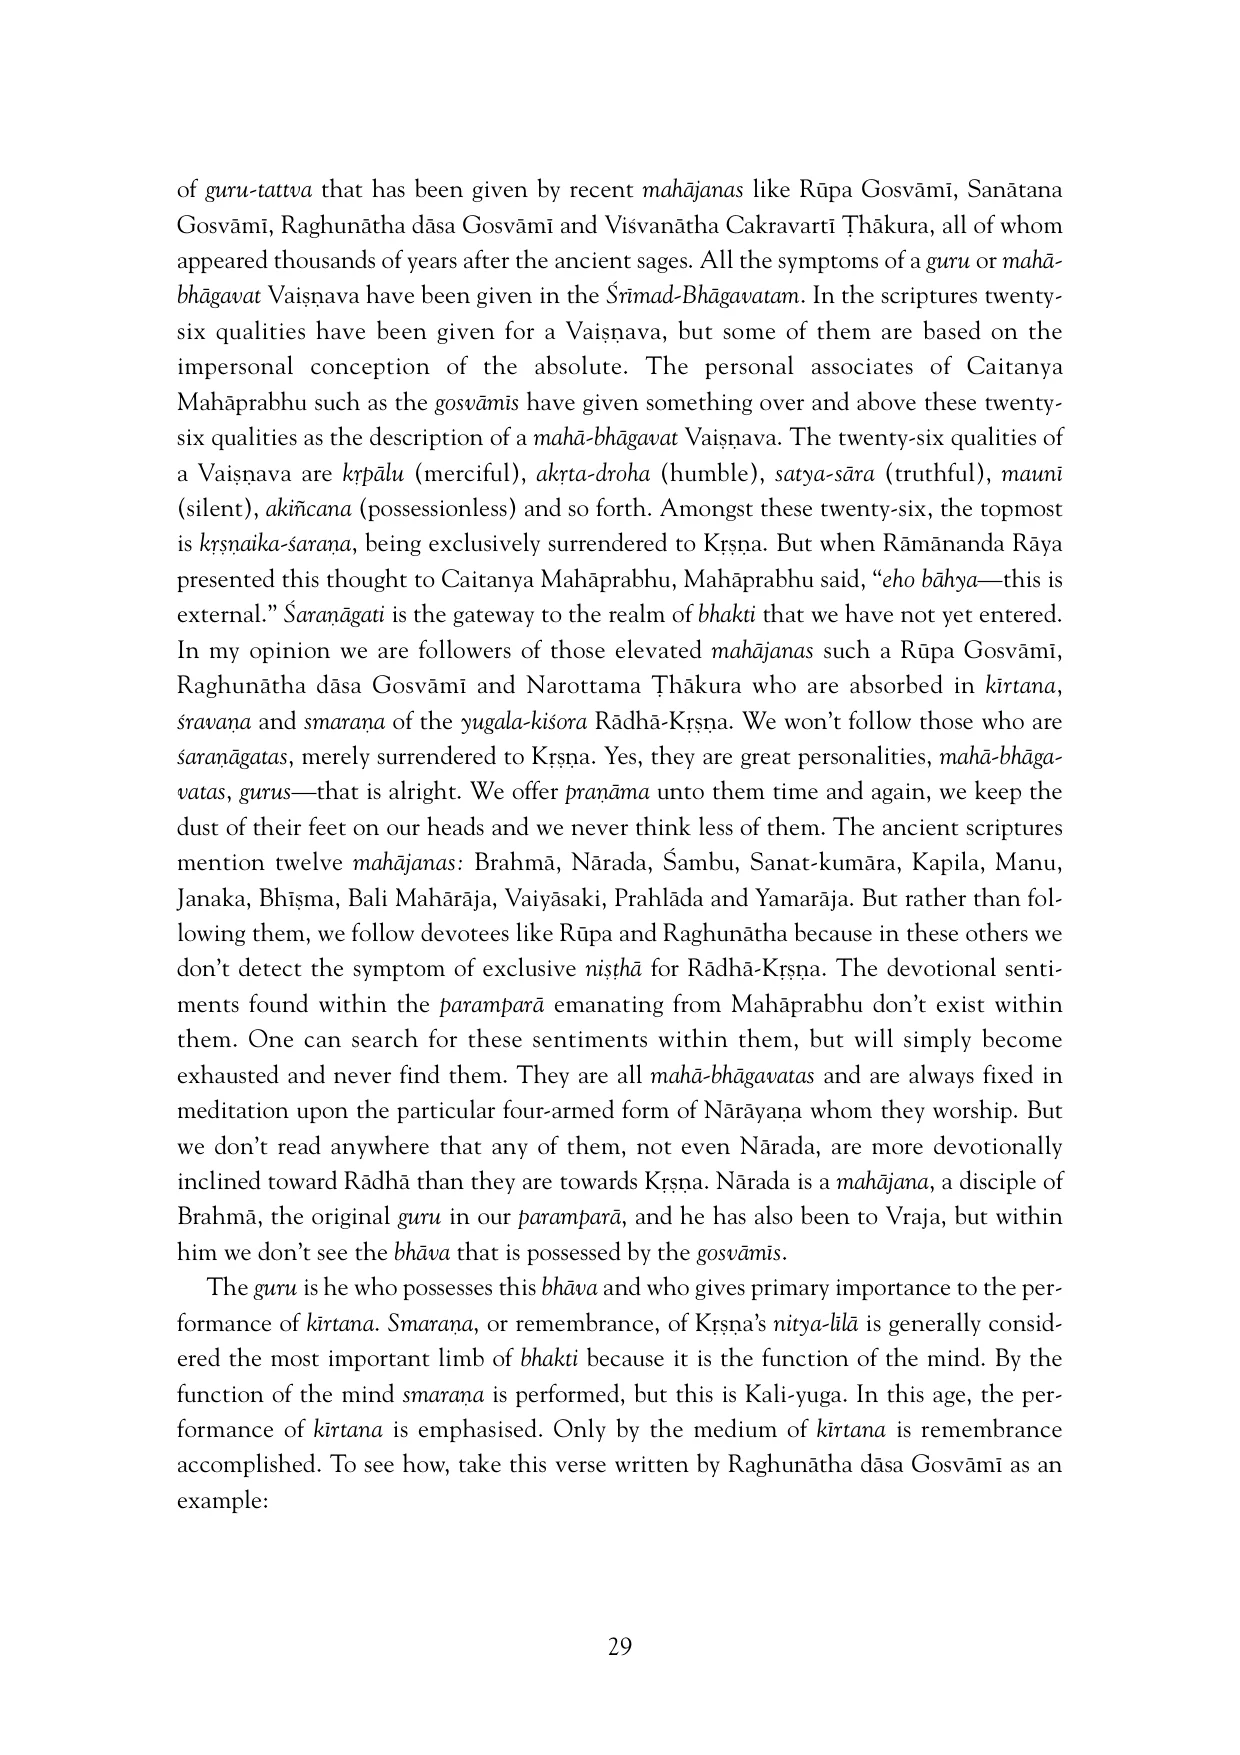 of guru-tattva that has been given by recent mahājanas like Rūpa Gosvāmī, Sanātana
Gosvāmī, Raghunātha dāsa Gosvāmī and Viśvanātha Cakravartī Ṭhākura, all of whom
appeared thousands of years after the ancient sages. All the symptoms of a guru or mahā-
bhāgavat Vaiṣṇava have been given in the Śrīmad-Bhāgavatam. In the scriptures twenty-
six qualities have been given for a Vaiṣṇava, but some of them are based on the
impersonal conception of the absolute. The personal associates of Caitanya
Mahāprabhu such as the gosvāmīs have given something over and above these twenty-
six qualities as the description of a mahā-bhāgavat Vaiṣṇava. The twenty-six qualities of
a Vaiṣṇava are kṛpālu (merciful), akṛta-droha (humble), satya-sāra (truthful), maunī
(silent), akiñcana (possessionless) and so forth. Amongst these twenty-six, the topmost
is kṛṣṇaika-śaraṇa, being exclusively surrendered to Kṛṣṇa. But when Rāmānanda Rāya
presented this thought to Caitanya Mahāprabhu, Mahāprabhu said, “eho bāhya—this is
external.” Śaraṇāgati is the gateway to the realm of bhakti that we have not yet entered.
In my opinion we are followers of those elevated mahājanas such a Rūpa Gosvāmī,
Raghunātha dāsa Gosvāmī and Narottama Ṭhākura who are absorbed in kīrtana,
śravaṇa and smaraṇa of the yugala-kiśora Rādhā-Kṛṣṇa. We won’t follow those who are
śaraṇāgatas, merely surrendered to Kṛṣṇa. Yes, they are great personalities, mahā-bhāga-
vatas, gurus—that is alright. We offer praṇāma unto them time and again, we keep the
dust of their feet on our heads and we never think less of them. The ancient scriptures
mention twelve mahājanas: Brahmā, Nārada, Śambu, Sanat-kumāra, Kapila, Manu,
Janaka, Bhīṣma, Bali Mahārāja, Vaiyāsaki, Prahlāda and Yamarāja. But rather than fol-
lowing them, we follow devotees like Rūpa and Raghunātha because in these others we
don’t detect the symptom of exclusive niṣṭhā for Rādhā-Kṛṣṇa. The devotional senti-
ments found within the paramparā emanating from Mahāprabhu don’t exist within
them. One can search for these sentiments within them, but will simply become
exhausted and never find them. They are all mahā-bhāgavatas and are always fixed in
meditation upon the particular four-armed form of Nārāyaṇa whom they worship. But
we don’t read anywhere that any of them, not even Nārada, are more devotionally
inclined toward Rādhā than they are towards Kṛṣṇa. Nārada is a mahājana, a disciple of
Brahmā, the original guru in our paramparā, and he has also been to Vraja, but within
him we don’t see the bhāva that is possessed by the gosvāmīs.
The guru is he who possesses this bhāva and who gives primary importance to the per-
formance of kīrtana. Smaraṇa, or remembrance, of Kṛṣṇa’s nitya-līlā is generally consid-
ered the most important limb of bhakti because it is the function of the mind. By the
function of the mind smaraṇa is performed, but this is Kali-yuga. In this age, the per-
formance of kīrtana is emphasised. Only by the medium of kīrtana is remembrance
accomplished. To see how, take this verse written by Raghunātha dāsa Gosvāmī as an
example:
29